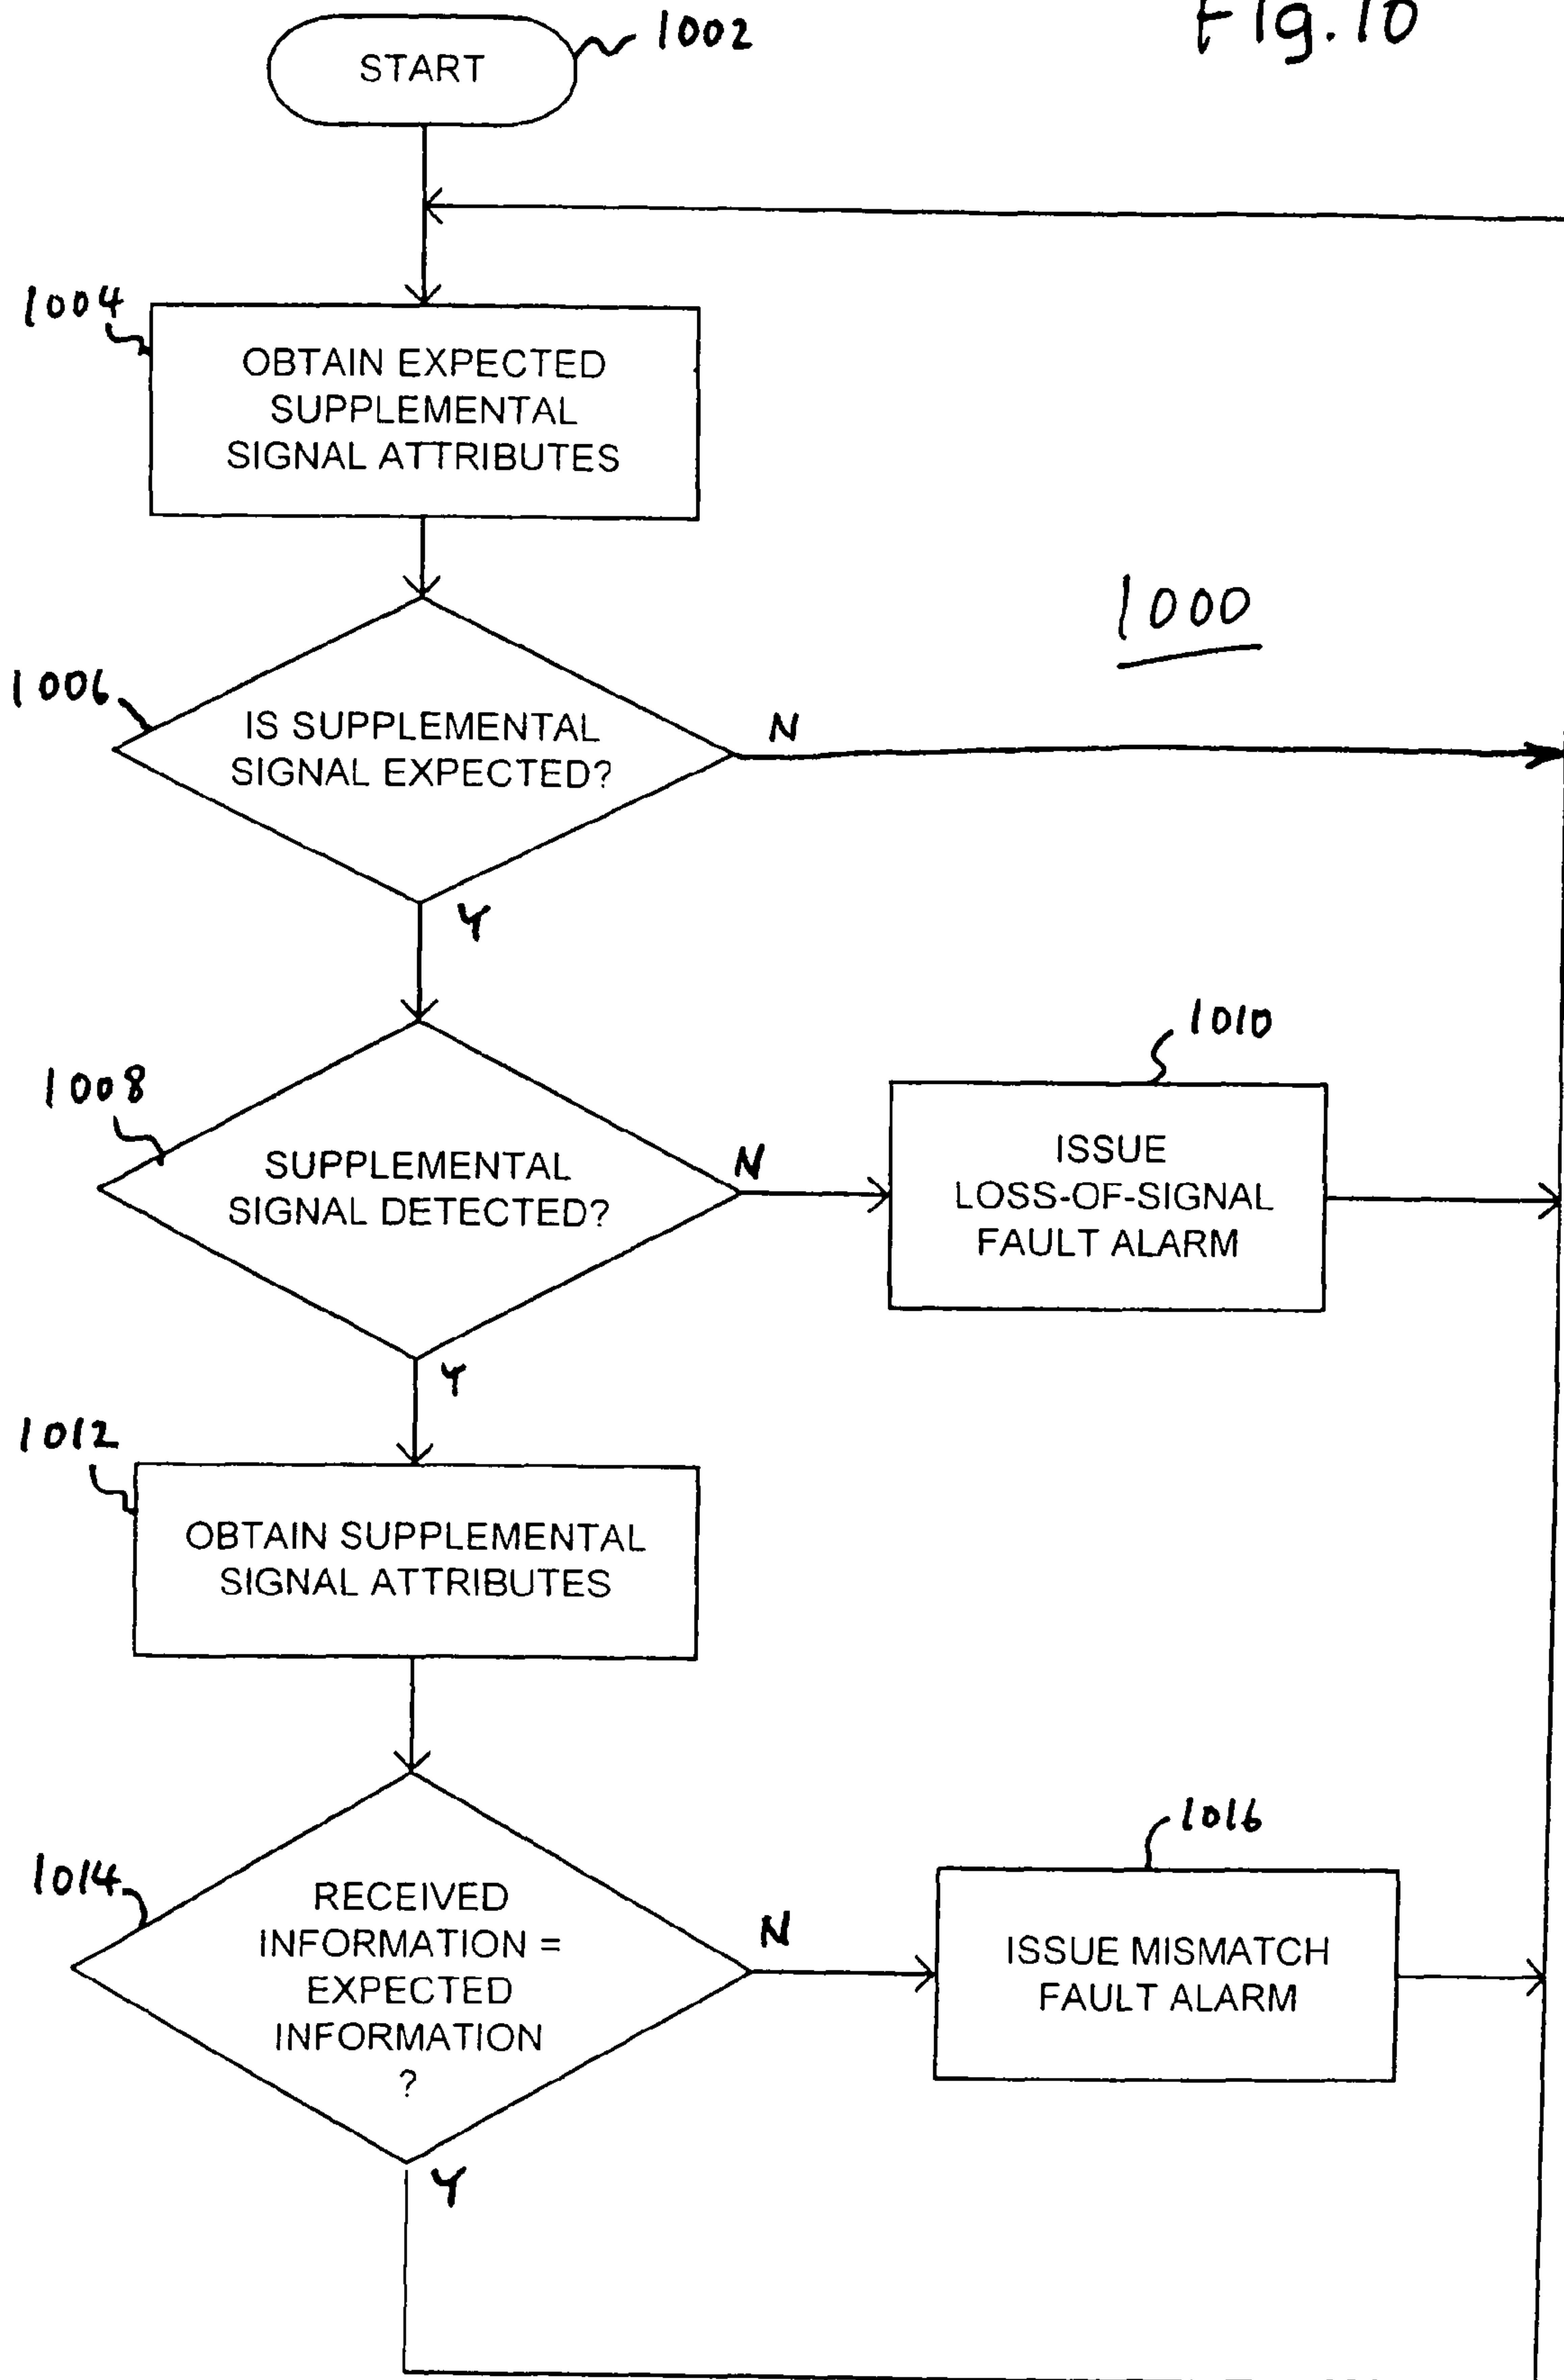 Fig. 10
1002
START
1004
OBTAIN EXPECTED
SUPPLEMENTAL
SIGNAL ATTRIBUTES
1000
1006
IS SUPPLEMENTAL
SIGNAL EXPECTED?
N
Y
1010
1008
SUPPLEMENTAL
SIGNAL DETECTED?
N
ISSUE
LOSS-OF-SIGNAL
FAULT ALARM
Y
1012
OBTAIN SUPPLEMENTAL
SIGNAL ATTRIBUTES
1016
1014
RECEIVED
INFORMATION =
EXPECTED
INFORMATION
?
N
ISSUE MISMATCH
FAULT ALARM
Y